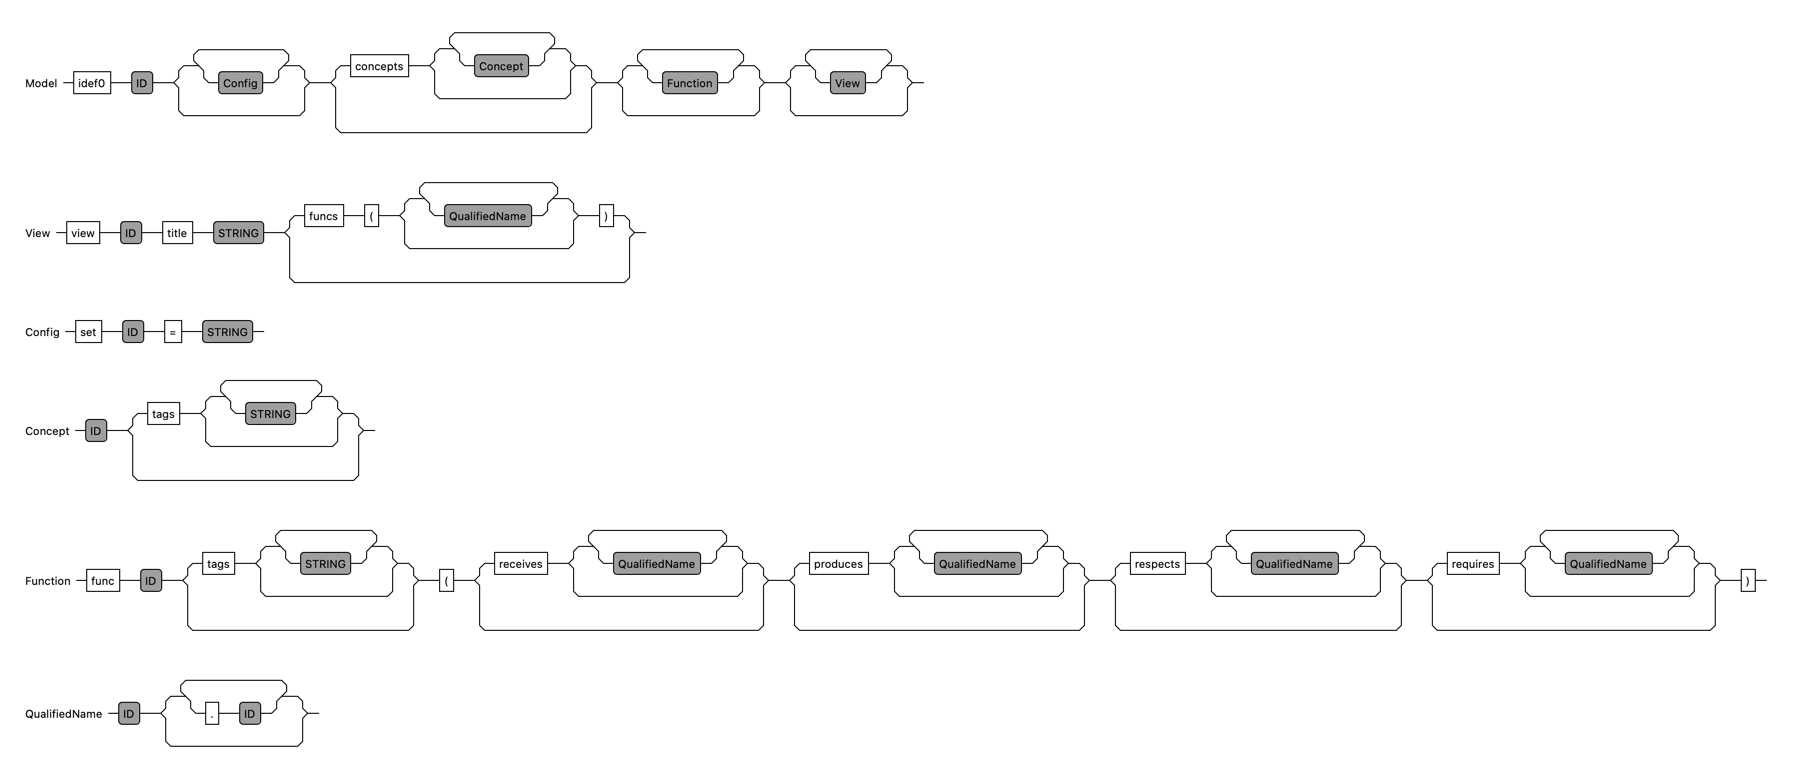 Model idef0 ID Config concepts Concept Function View
View view ID title STRING funcs ( QualifiedName )
Config set ID = STRING
Concept ID tags STRING
Function func ID tags STRING ( receives QualifiedName produces QualifiedName respects QualifiedName requires QualifiedName )
QualifiedName ID . ID